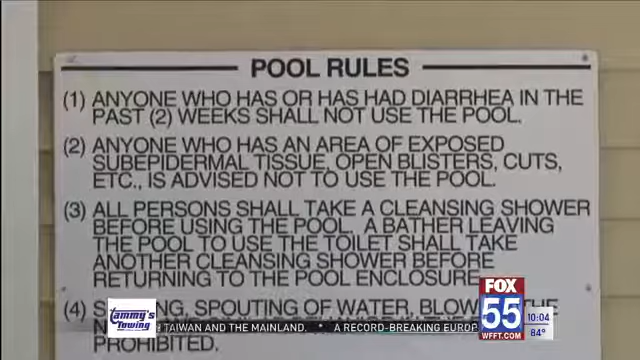 POOL RULES
(1) ANYONE WHO HAS OR HAS HAD DIARRHEA IN THE
PAST (2) WEEKS SHALL NOT USE THE POOL.
(2) ANYONE WHO HAS AN AREA OF EXPOSED
SUBEPIDERMAL TISSUE, OPEN BLISTERS, CUTS,
ETC., IS ADVISED NOT TO USE THE POOL.
(3) ALL PERSONS SHALL TAKE A CLEANSING SHOWER
BEFORE USING THE POOL. A BATHER LEAVING
THE POOL TO USE THE TOILET SHALL TAKE
ANOTHER CLEANSING SHOWER BEFORE
RETURNING TO THE POOL ENCLOSURE
(4) SPOUTING OF WATER, THE
PROHIBITED.
Tammy's
Towing
TAIWAN AND THE MAINLAND. * A RECORD-BREAKING
FOX
55
WFFT.COM
10:04
84°